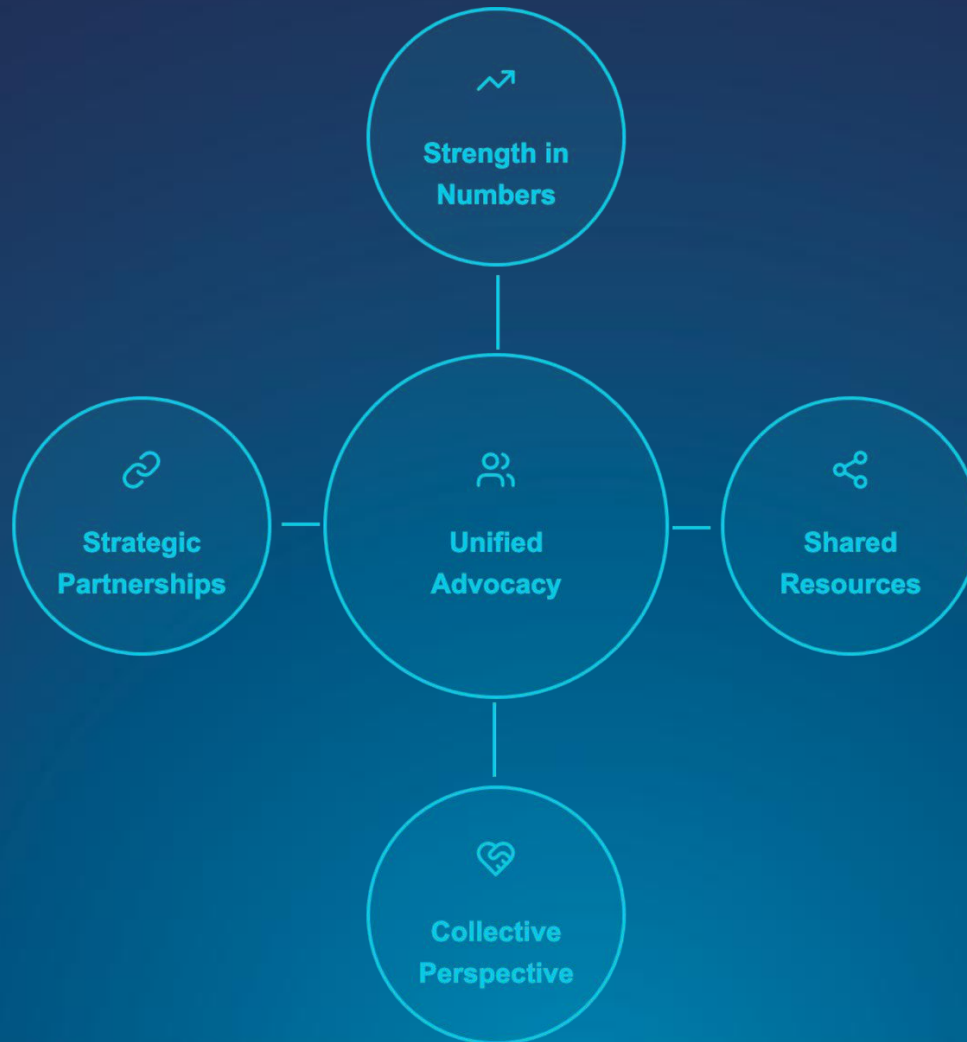 Strength in
Numbers
Strategic
Partnerships
Unified
Advocacy
Shared
Resources
Collective
Perspective